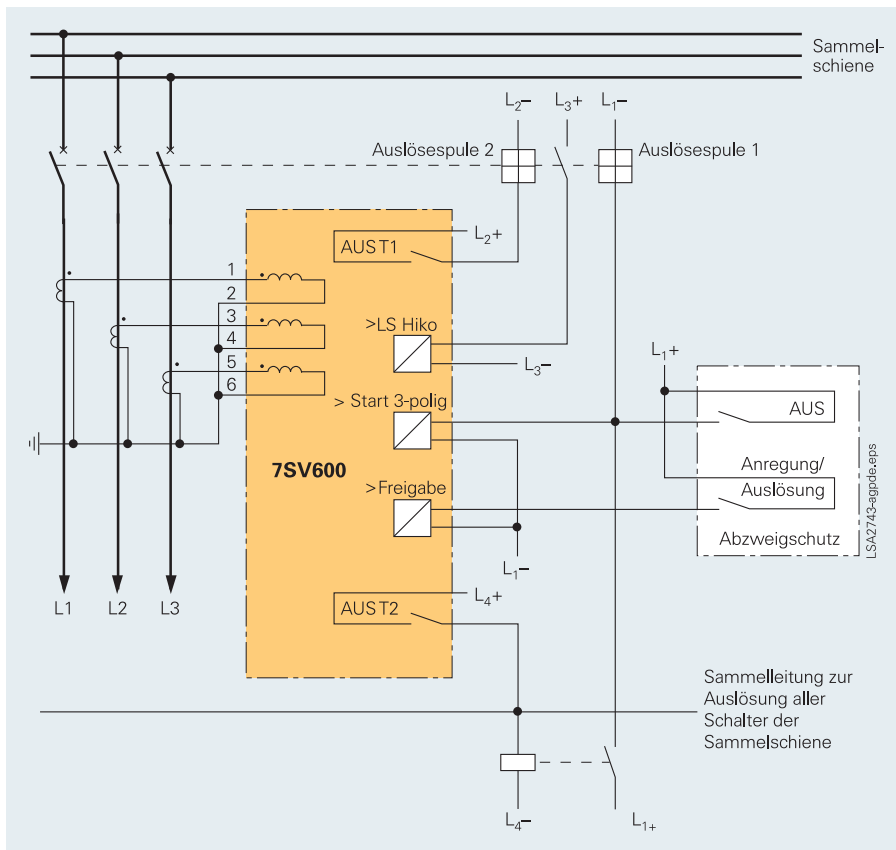 Sammel-
schiene
L2– L3+ L1–
Auslösespule 2
Auslösespule 1
AUS T1
L2+
1
2
3
4
5
6
>LS Hiko
L3–
L1+
> Start 3-polig
AUS
7SV600
Anregung/
Auslösung
>Freigabe
Abzweigschutz
LSA2743-agpde.eps
L1–
L1 L2 L3
AUS T2
L4+
Sammelleitung zur
Auslösung aller
Schalter der
Sammelschiene
L4– L1+